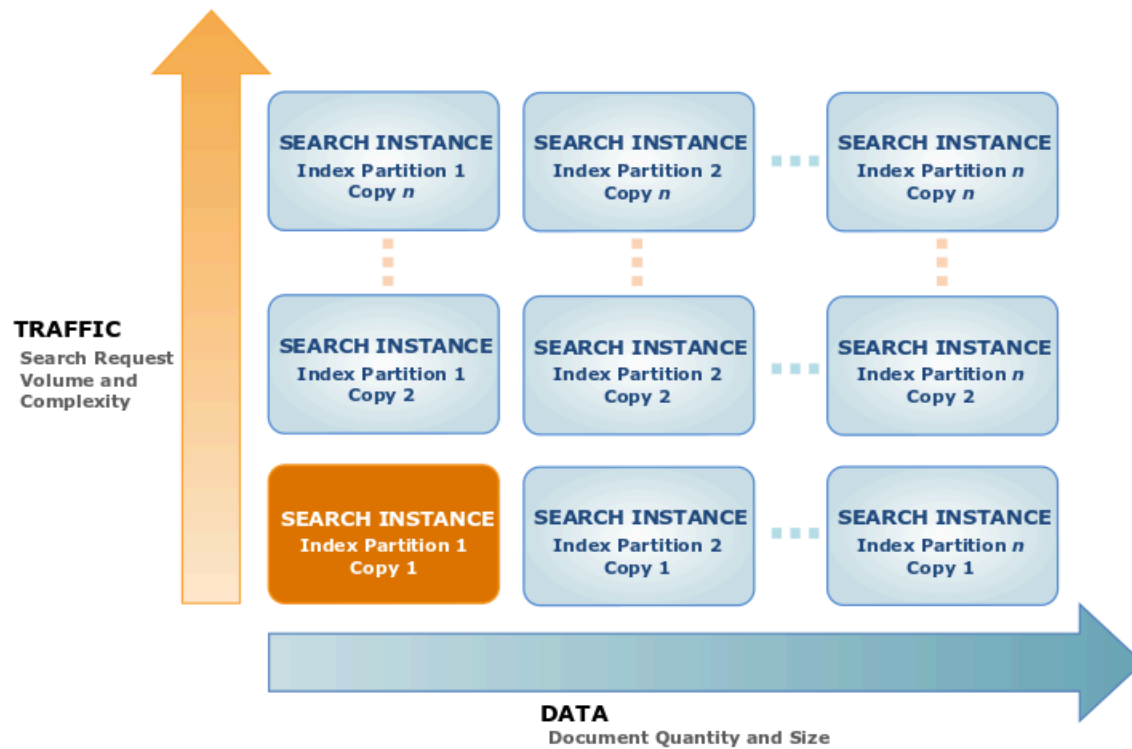 SEARCH INSTANCE
Index Partition 1
Copy n
SEARCH INSTANCE
Index Partition 2
Copy n
SEARCH INSTANCE
Index Partition n
Copy n
TRAFFIC
Search Request
Volume and
Complexity
SEARCH INSTANCE
Index Partition 1
Copy 2
SEARCH INSTANCE
Index Partition 2
Copy 2
SEARCH INSTANCE
Index Partition n
Copy 2
SEARCH INSTANCE
Index Partition 1
Copy 1
SEARCH INSTANCE
Index Partition 2
Copy 1
SEARCH INSTANCE
Index Partition n
Copy 1
DATA
Document Quantity and Size